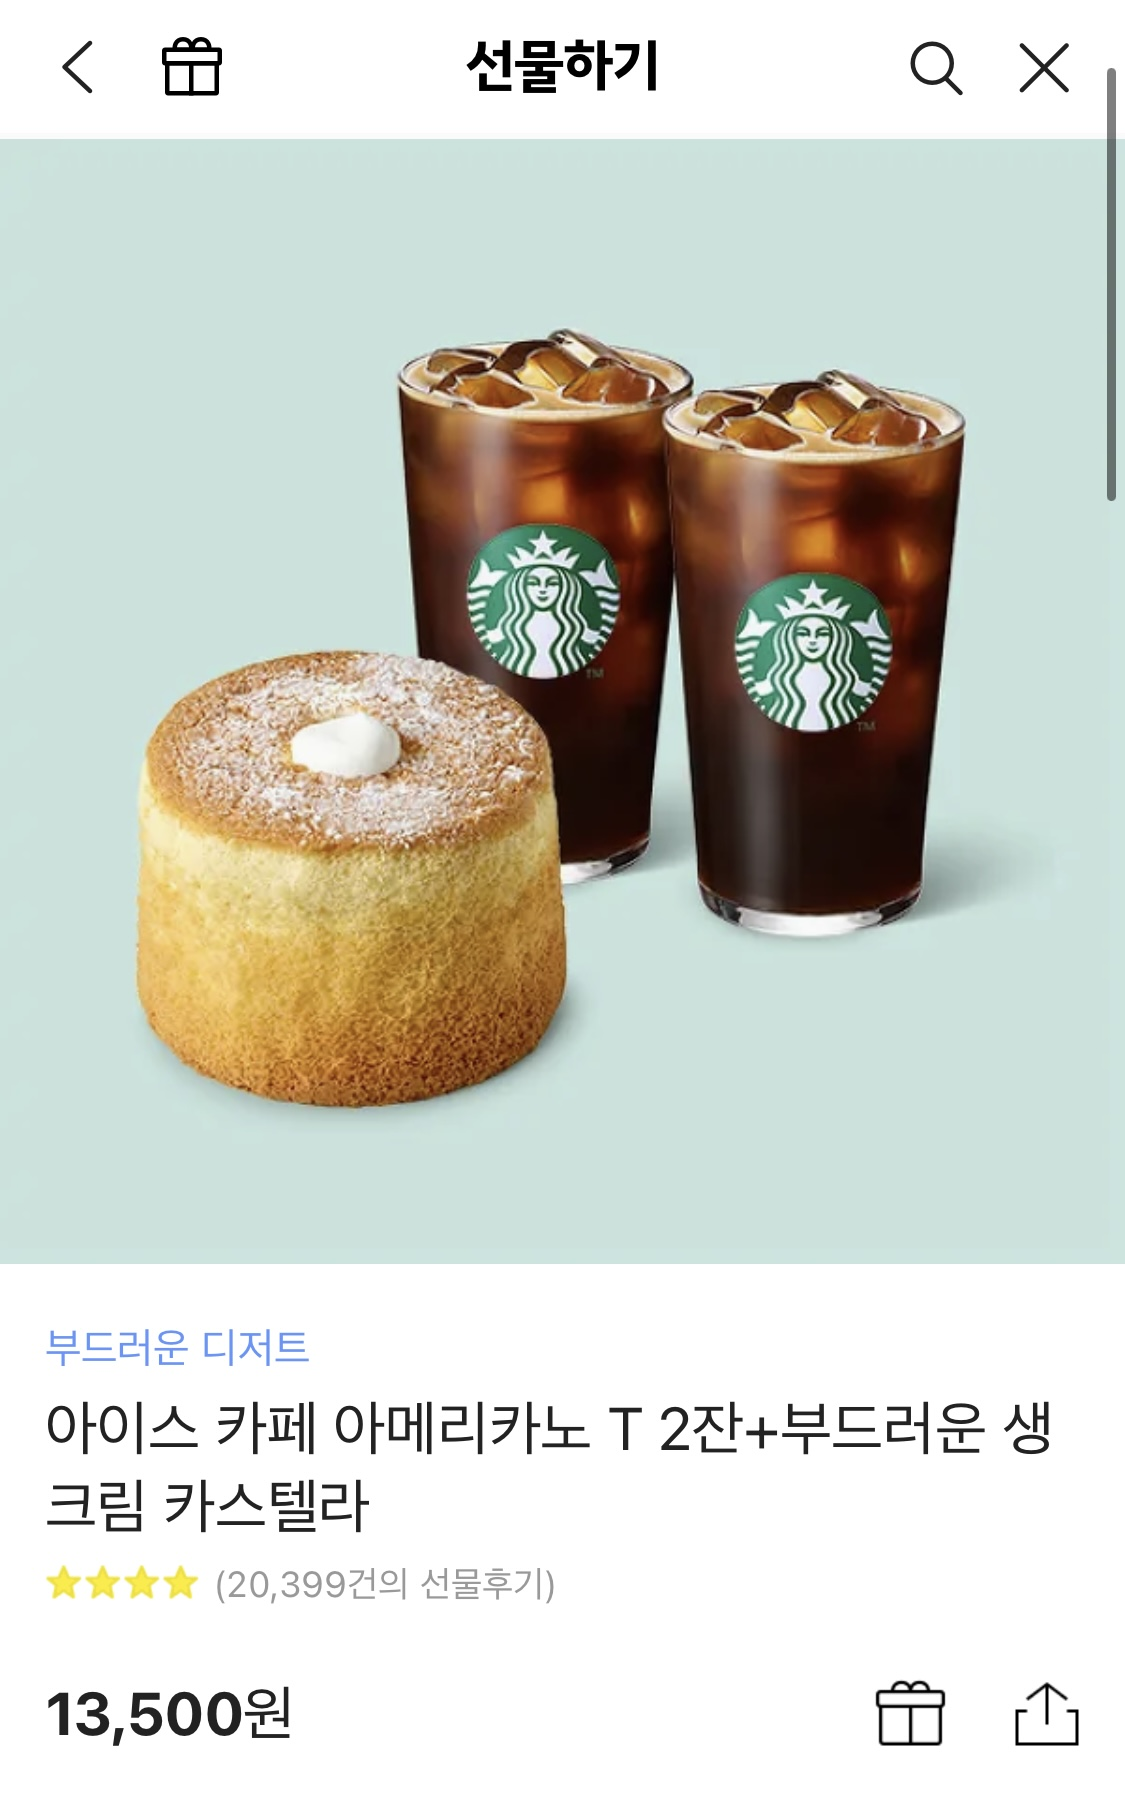 선물하기
TM
TM
부드러운 디저트
아이스 카페 아메리카노 T 2잔+부드러운 생
크림 카스텔라
(20,399건의 선물후기)
13,500원